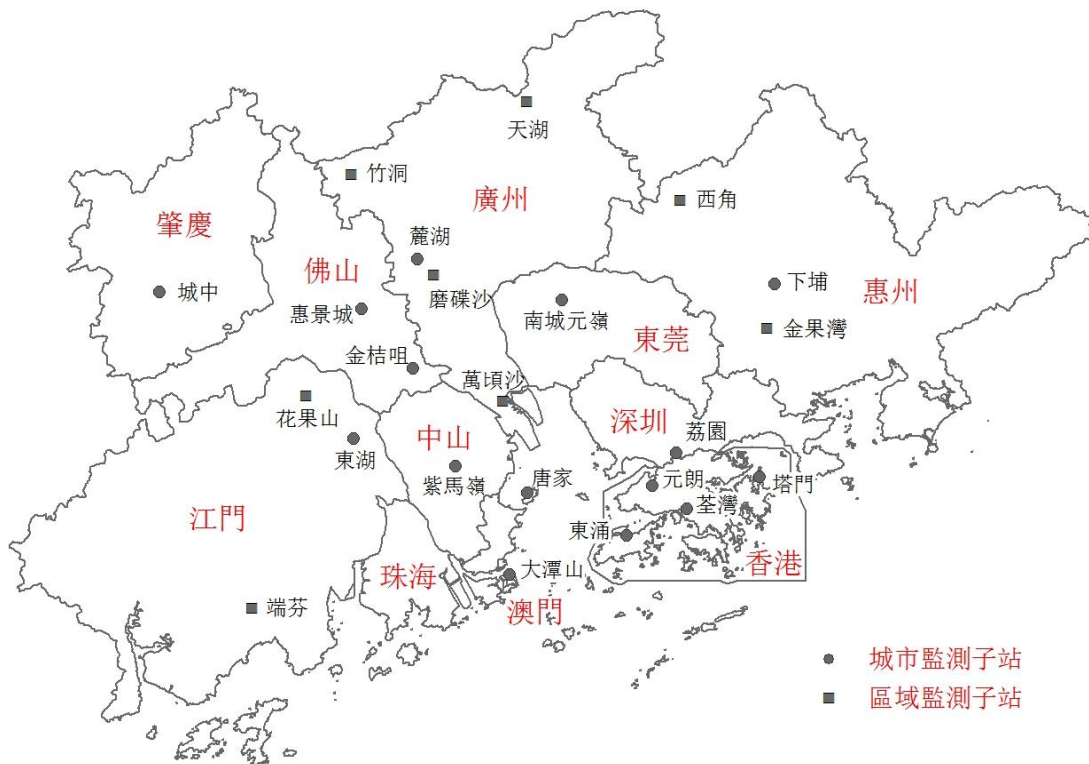 天湖
竹洞
西角
廣州
肇慶
麓湖
佛山
磨碟沙
下埔
惠州
城中
惠景城
南城元嶺
金果灣
東莞
金桔咀
萬頃沙
花果山
深圳
荔園
東湖
中山
紫馬嶺
唐家
元朗
塔門
荃灣
江門
東涌
珠海
大潭山
香港
澳門
端芬
城市監測子站
區域監測子站